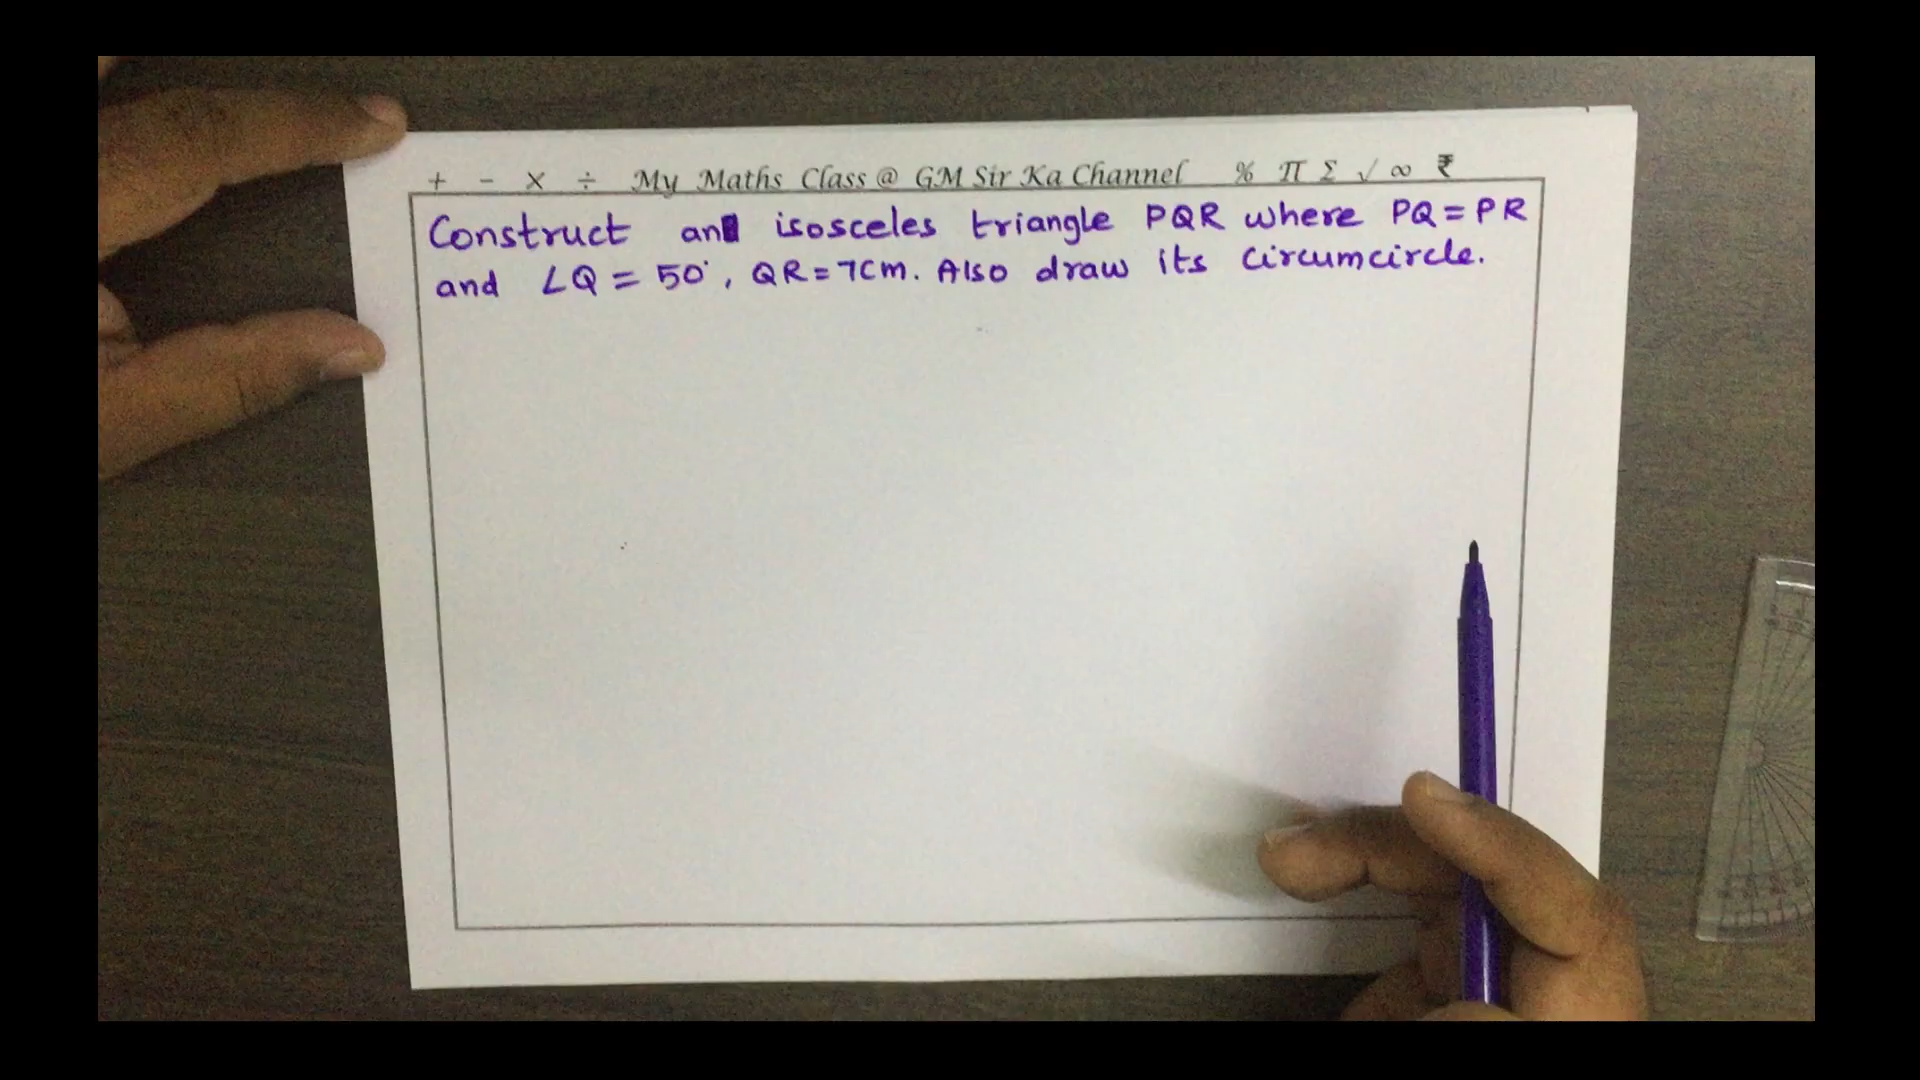 + - × ÷ My Maths Class @ GM Sir Ka Channel % Π Σ √ ∞ ₹
Construct an isosceles triangle PQR where PQ = PR
and ∠Q = 50°, QR = 7cm. Also draw its circumcircle.